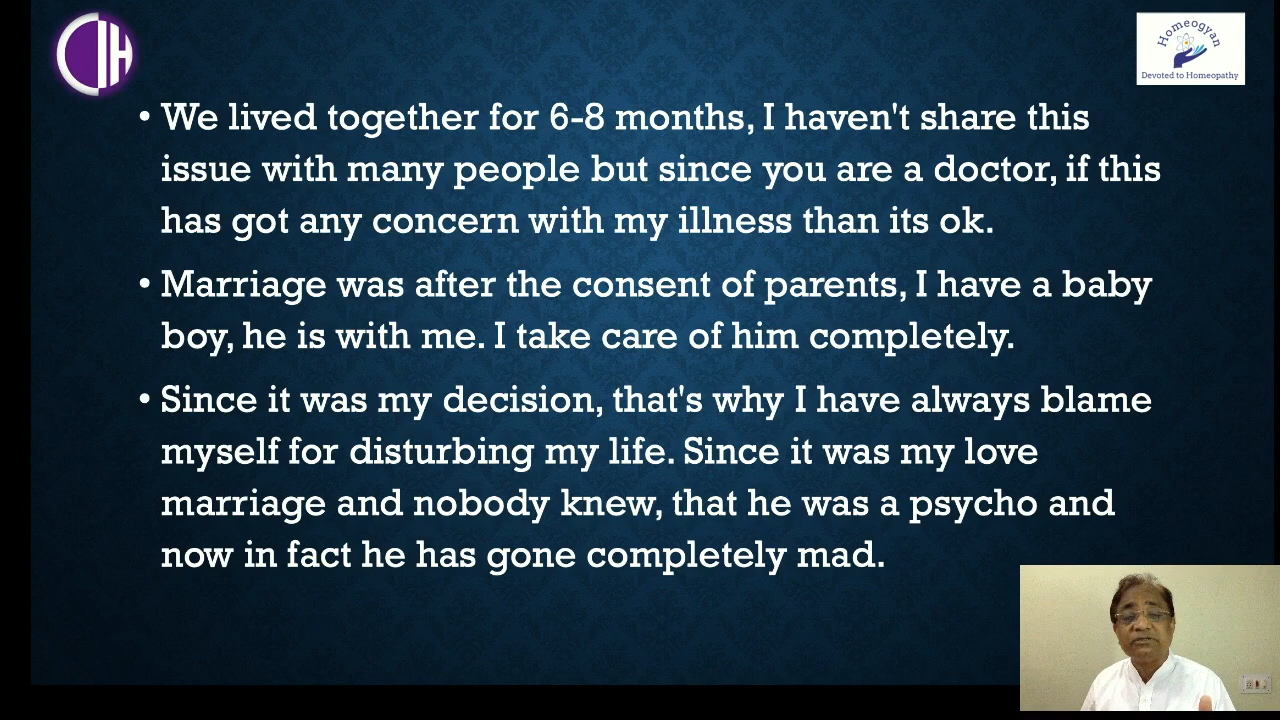 Homeogyan
Devoted to Homeopathy
• We lived together for 6-8 months, I haven't share this
issue with many people but since you are a doctor, if this
has got any concern with my illness than its ok.
• Marriage was after the consent of parents, I have a baby
boy, he is with me. I take care of him completely.
• Since it was my decision, that's why I have always blame
myself for disturbing my life. Since it was my love
marriage and nobody knew, that he was a psycho and
now in fact he has gone completely mad.